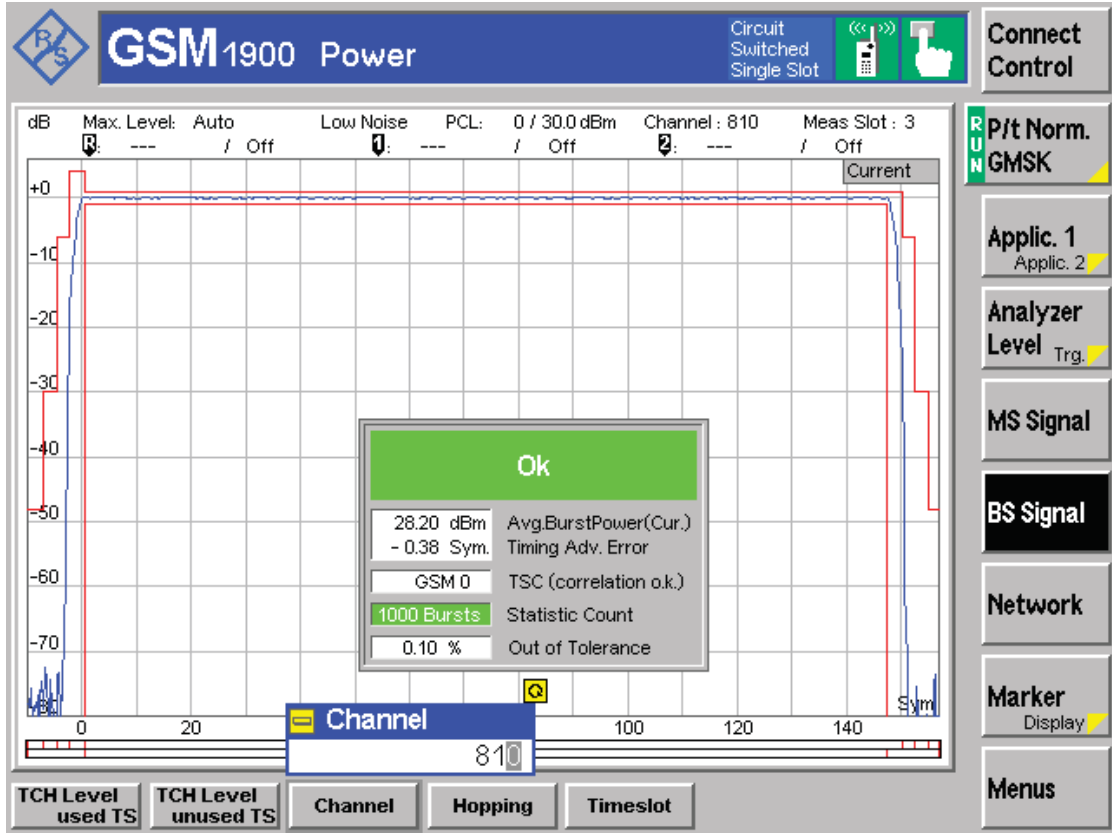 R/S
GSM1900 Power
Circuit
Switched
Single Slot
Connect
Control
dB Max. Level: Auto Low Noise PCL: 0 / 30.0 dBm Channel : 810 Meas Slot : 3
R: --- / Off 1: --- / Off 2: --- / Off
Current
RUN
P/t Norm.
GMSK
Applic. 1
Applic. 2
Analyzer
Level Trg.
MS Signal
BS Signal
Network
Marker
Display
Menus
+0
-10
-20
-30
-40
-50
-60
-70
Ok
28.20 dBm Avg.BurstPower(Cur.)
- 0.38 Sym. Timing Adv. Error
GSM 0 TSC (correlation o.k.)
1000 Bursts Statistic Count
0.10 % Out of Tolerance
Sym
0 20 100 120 140
Channel
810
TCH Level
used TS
TCH Level
unused TS
Channel
Hopping
Timeslot